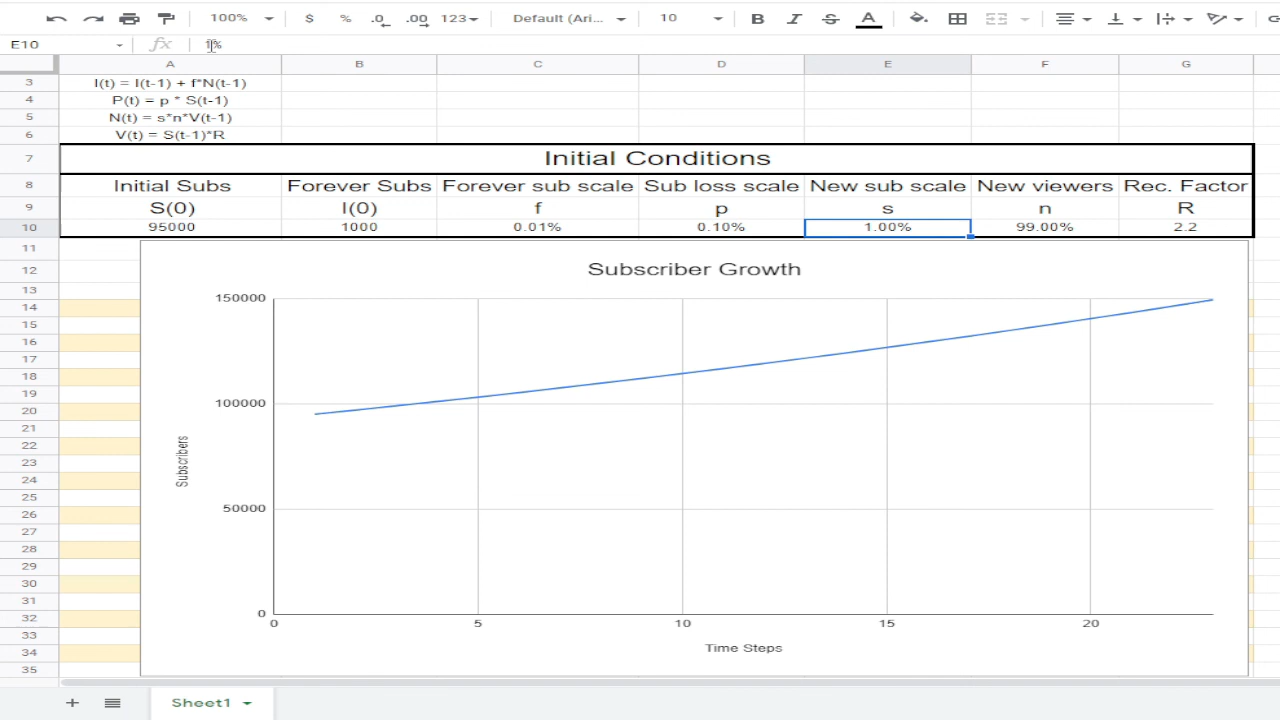 100% $ % .0 .00 123 Default (Ari... 10 B I S A
E10 fx 1%
A B C D E F G
3 I(t) = I(t-1) + f*N(t-1)
4 P(t) = p * S(t-1)
5 N(t) = s*n*V(t-1)
6 V(t) = S(t-1)*R
7 Initial Conditions
8 Initial Subs Forever Subs Forever sub scale Sub loss scale New sub scale New viewers Rec. Factor
9 S(0) I(0) f p s n R
10 95000 1000 0.01% 0.10% 1.00% 99.00% 2.2
11
12 Subscriber Growth
13
14 150000
15
16
17
18
19
20 100000
21
22
23 Subscribers
24
25
26 50000
27
28
29
30
31
32 0
33 0 5 10 15 20
34 Time Steps
35
Sheet1